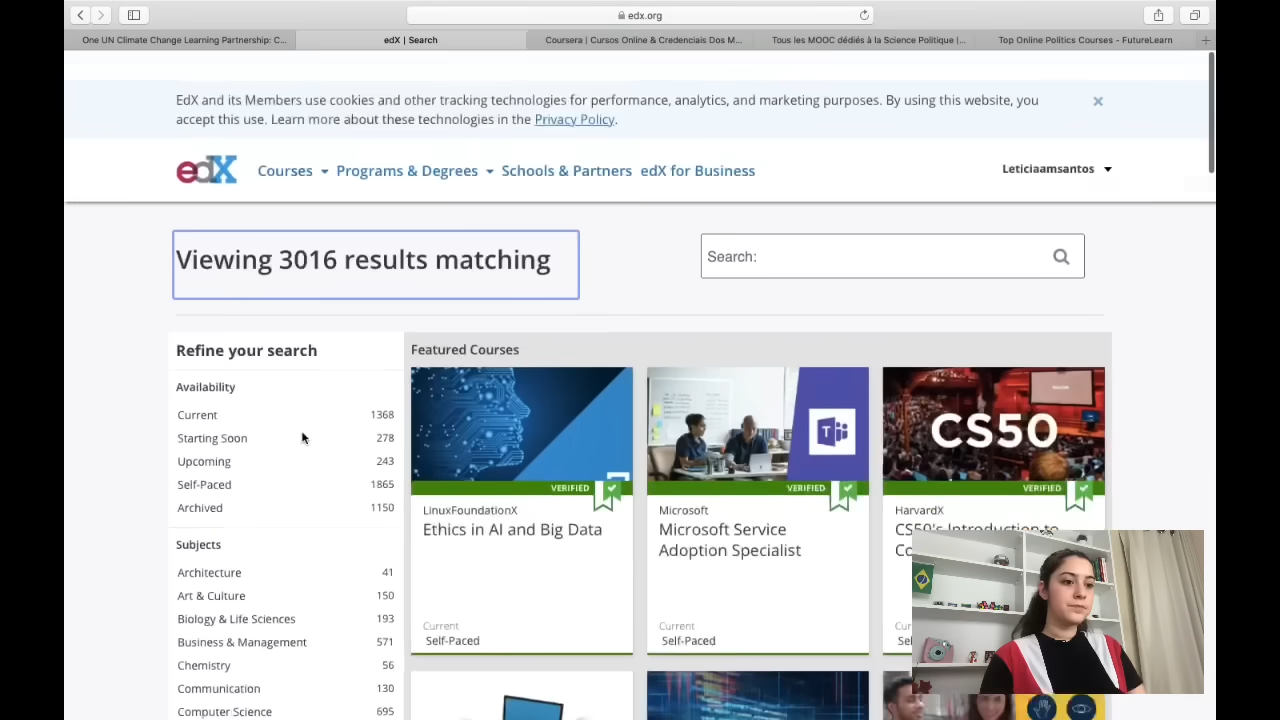 edx.org
One UN Climate Change Learning Partnership: C...
edX | Search
Coursera | Cursos Online & Credenciais Dos M...
Tous les MOOC dédiés à la Science Politique |...
Top Online Politics Courses - FutureLearn
EdX and its Members use cookies and other tracking technologies for performance, analytics, and marketing purposes. By using this website, you
accept this use. Learn more about these technologies in the Privacy Policy.
edX
Courses
Programs & Degrees
Schools & Partners
edX for Business
Leticiaamsantos
Viewing 3016 results matching
Search:
Refine your search
Availability
Current 1368
Starting Soon 278
Upcoming 243
Self-Paced 1865
Archived 1150
Subjects
Architecture 41
Art & Culture 150
Biology & Life Sciences 193
Business & Management 571
Chemistry 56
Communication 130
Computer Science 695
Featured Courses
VERIFIED
LinuxFoundationX
Ethics in AI and Big Data
Current
Self-Paced
VERIFIED
Microsoft
Microsoft Service
Adoption Specialist
Current
Self-Paced
CS50
VERIFIED
HarvardX
CS50's Introduction to
Co
Cur
Sel